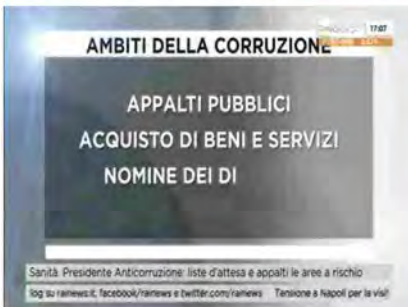 17:07
AMBITI DELLA CORRUZIONE
APPALTI PUBBLICI
ACQUISTO DI BENI E SERVIZI
NOMINE DEI DI
Sanità: Presidente Anticorruzione: liste d'attesa e appalti le aree a rischio
log su rainews.it, facebook/rainews e twitter.com/rainews Tensione a Napoli per la visit